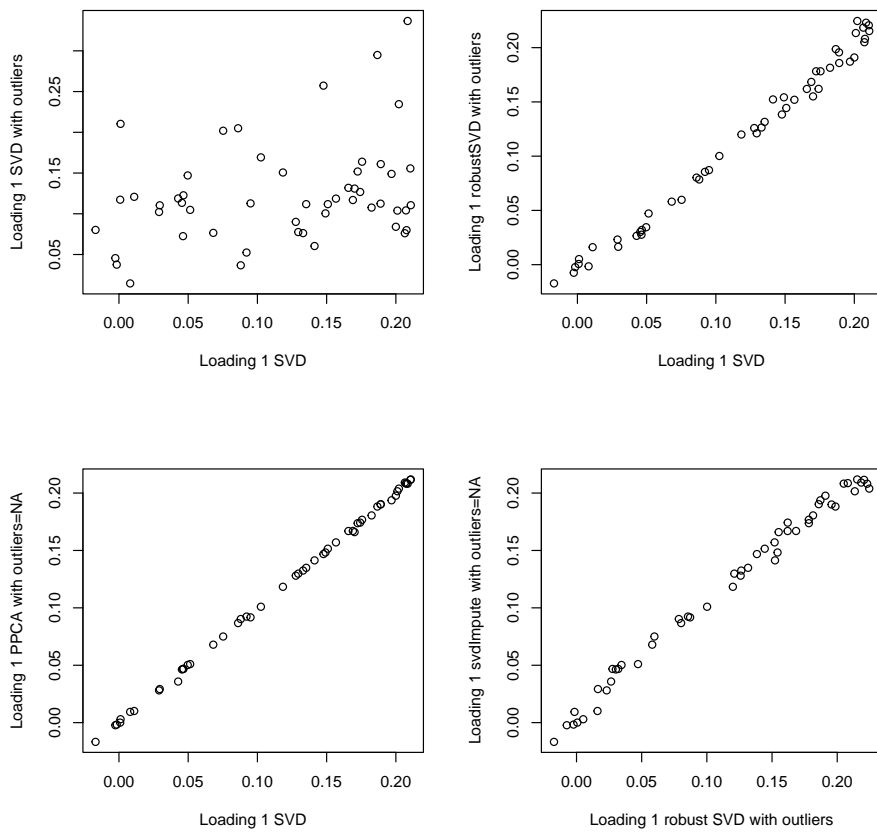 Loading 1 SVD with outliers
0.05 0.15 0.25
0.00 0.05 0.10 0.15 0.20
Loading 1 SVD
Loading 1 robustSVD with outliers
0.00 0.05 0.10 0.15 0.20
0.00 0.05 0.10 0.15 0.20
Loading 1 SVD
Loading 1 PPCA with outliers=NA
0.00 0.05 0.10 0.15 0.20
0.00 0.05 0.10 0.15 0.20
Loading 1 SVD
Loading 1 svdImpute with outliers=NA
0.00 0.05 0.10 0.15 0.20
0.00 0.05 0.10 0.15 0.20
Loading 1 robust SVD with outliers